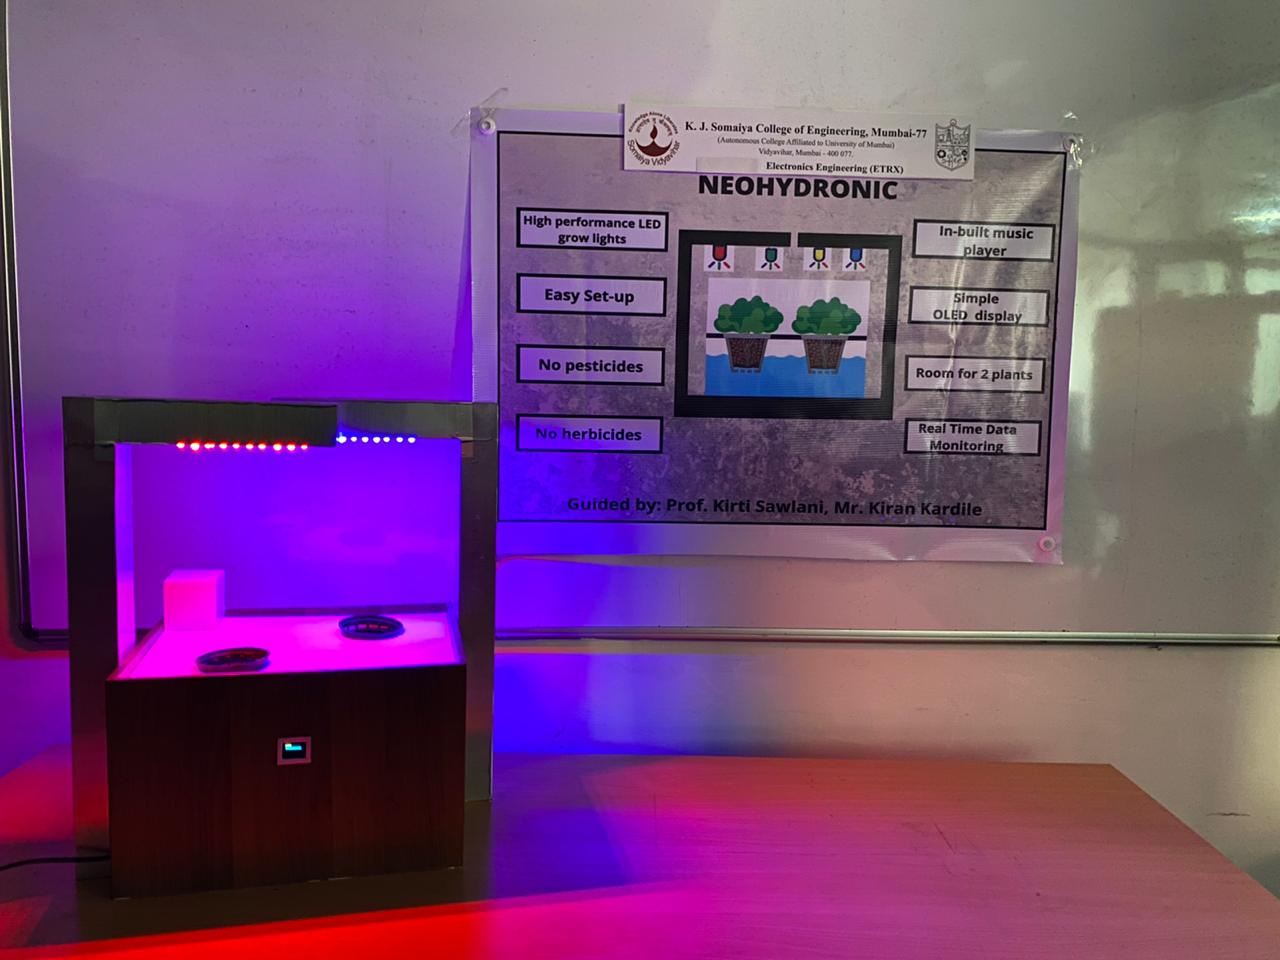 K. J. Somaiya College of Engineering, Mumbai-77
(Autonomous College Affiliated to University of Mumbai)
Vidyavihar, Mumbai - 400 077.
Electronics Engineering (ETRX)
Somaiya Vidyavihar
NEOHYDRONIC
High performance LED
grow lights
Easy Set-up
No pesticides
No herbicides
In-built music
player
Simple
OLED display
Room for 2 plants
Real Time Data
Monitoring
Guided by: Prof. Kirti Sawlani, Mr. Kiran Kardile